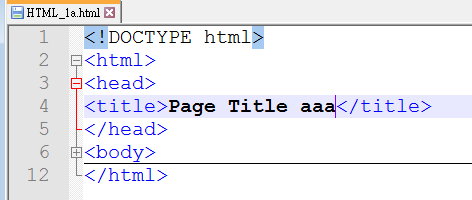 HTML_1a.html
1 <!DOCTYPE html>
2 <html>
3 <head>
4 <title>Page Title aaa</title>
5 </head>
6 <body>
12 </html>